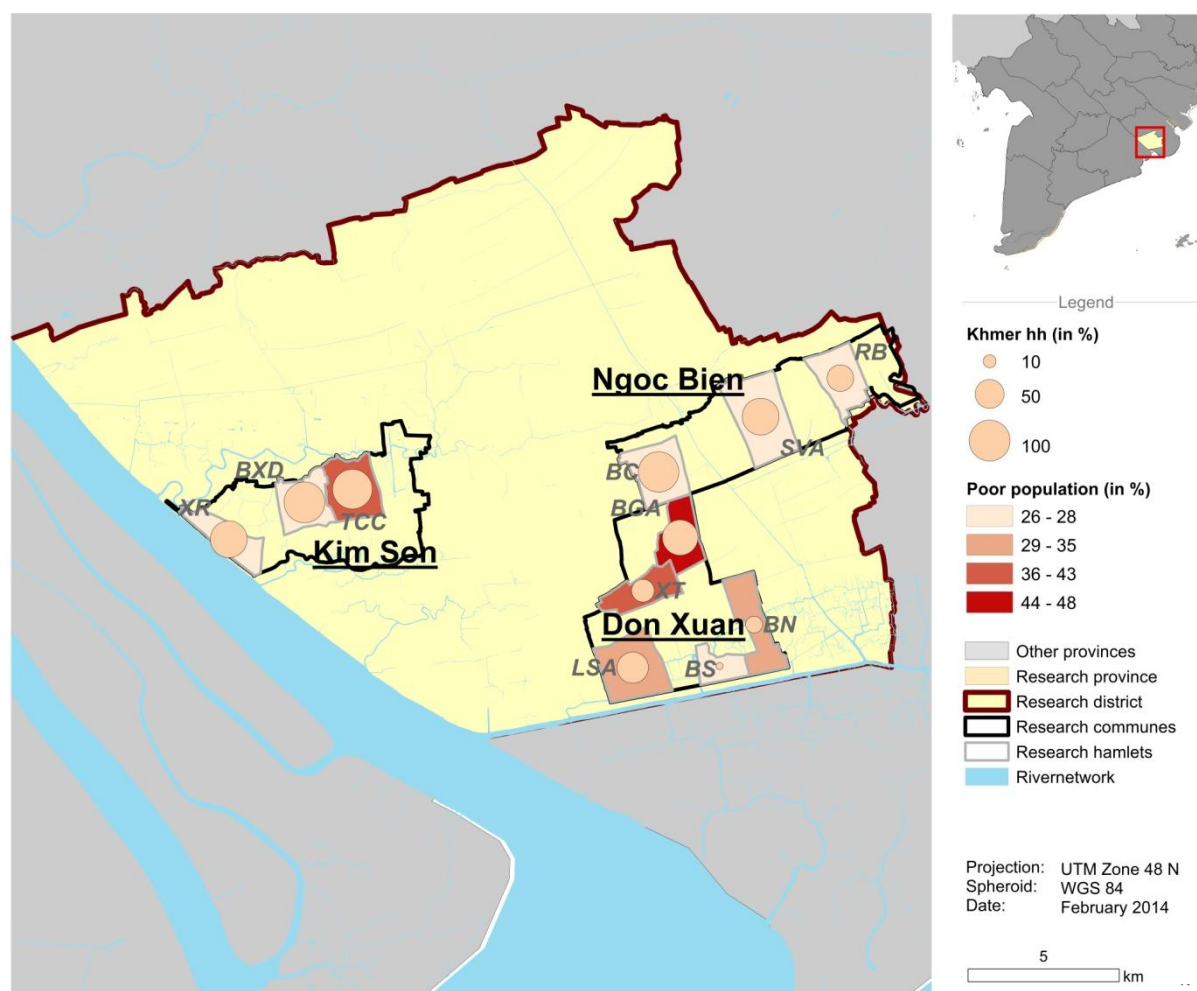 Ngoc Bien
RB
SVA
BC
BGA
BXD
XR
TCC
Kim Son
XT
Don Xuan
BN
LSA
BS
Legend
Khmer hh (in %)
10
50
100
Poor population (in %)
26 - 28
29 - 35
36 - 43
44 - 48
Other provinces
Research province
Research district
Research communes
Research hamlets
Rivernetwork
Projection: UTM Zone 48 N
Spheroid: WGS 84
Date: February 2014
5
km